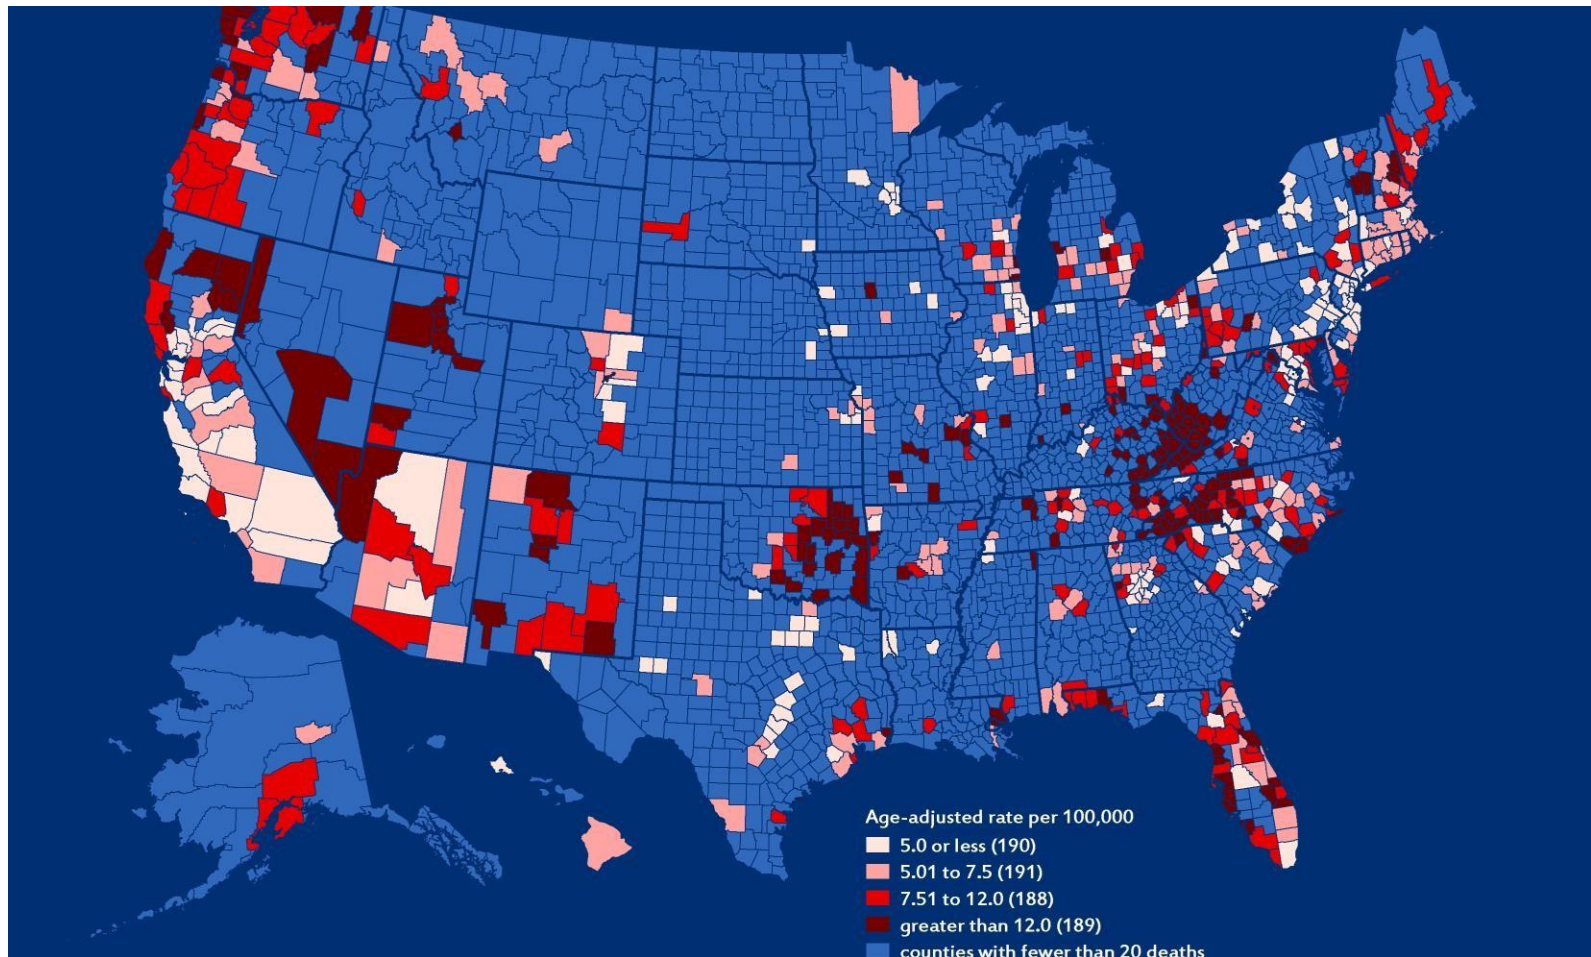 Age-adjusted rate per 100,000
5.0 or less (190)
5.01 to 7.5 (191)
7.51 to 12.0 (188)
greater than 12.0 (189)
counties with fewer than 20 deaths